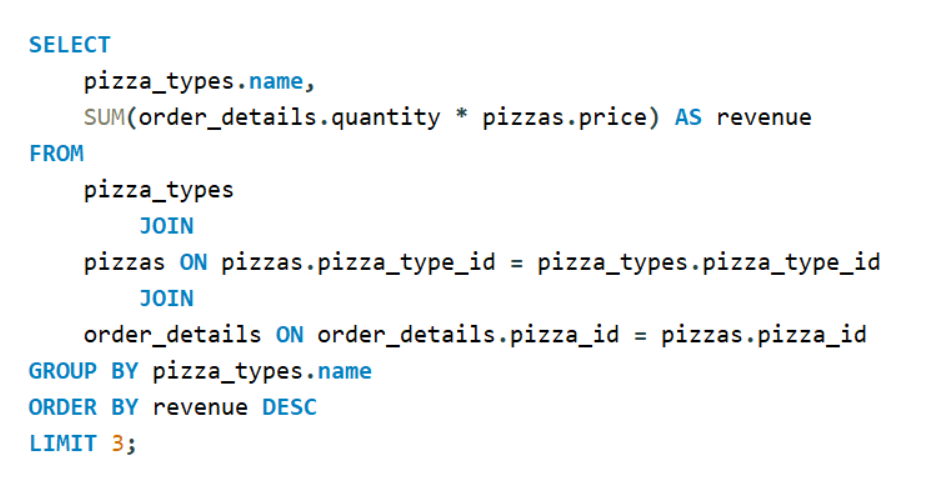 SELECT
    pizza_types.name,
    SUM(order_details.quantity * pizzas.price) AS revenue
FROM
    pizza_types
        JOIN
    pizzas ON pizzas.pizza_type_id = pizza_types.pizza_type_id
        JOIN
    order_details ON order_details.pizza_id = pizzas.pizza_id
GROUP BY pizza_types.name
ORDER BY revenue DESC
LIMIT 3;